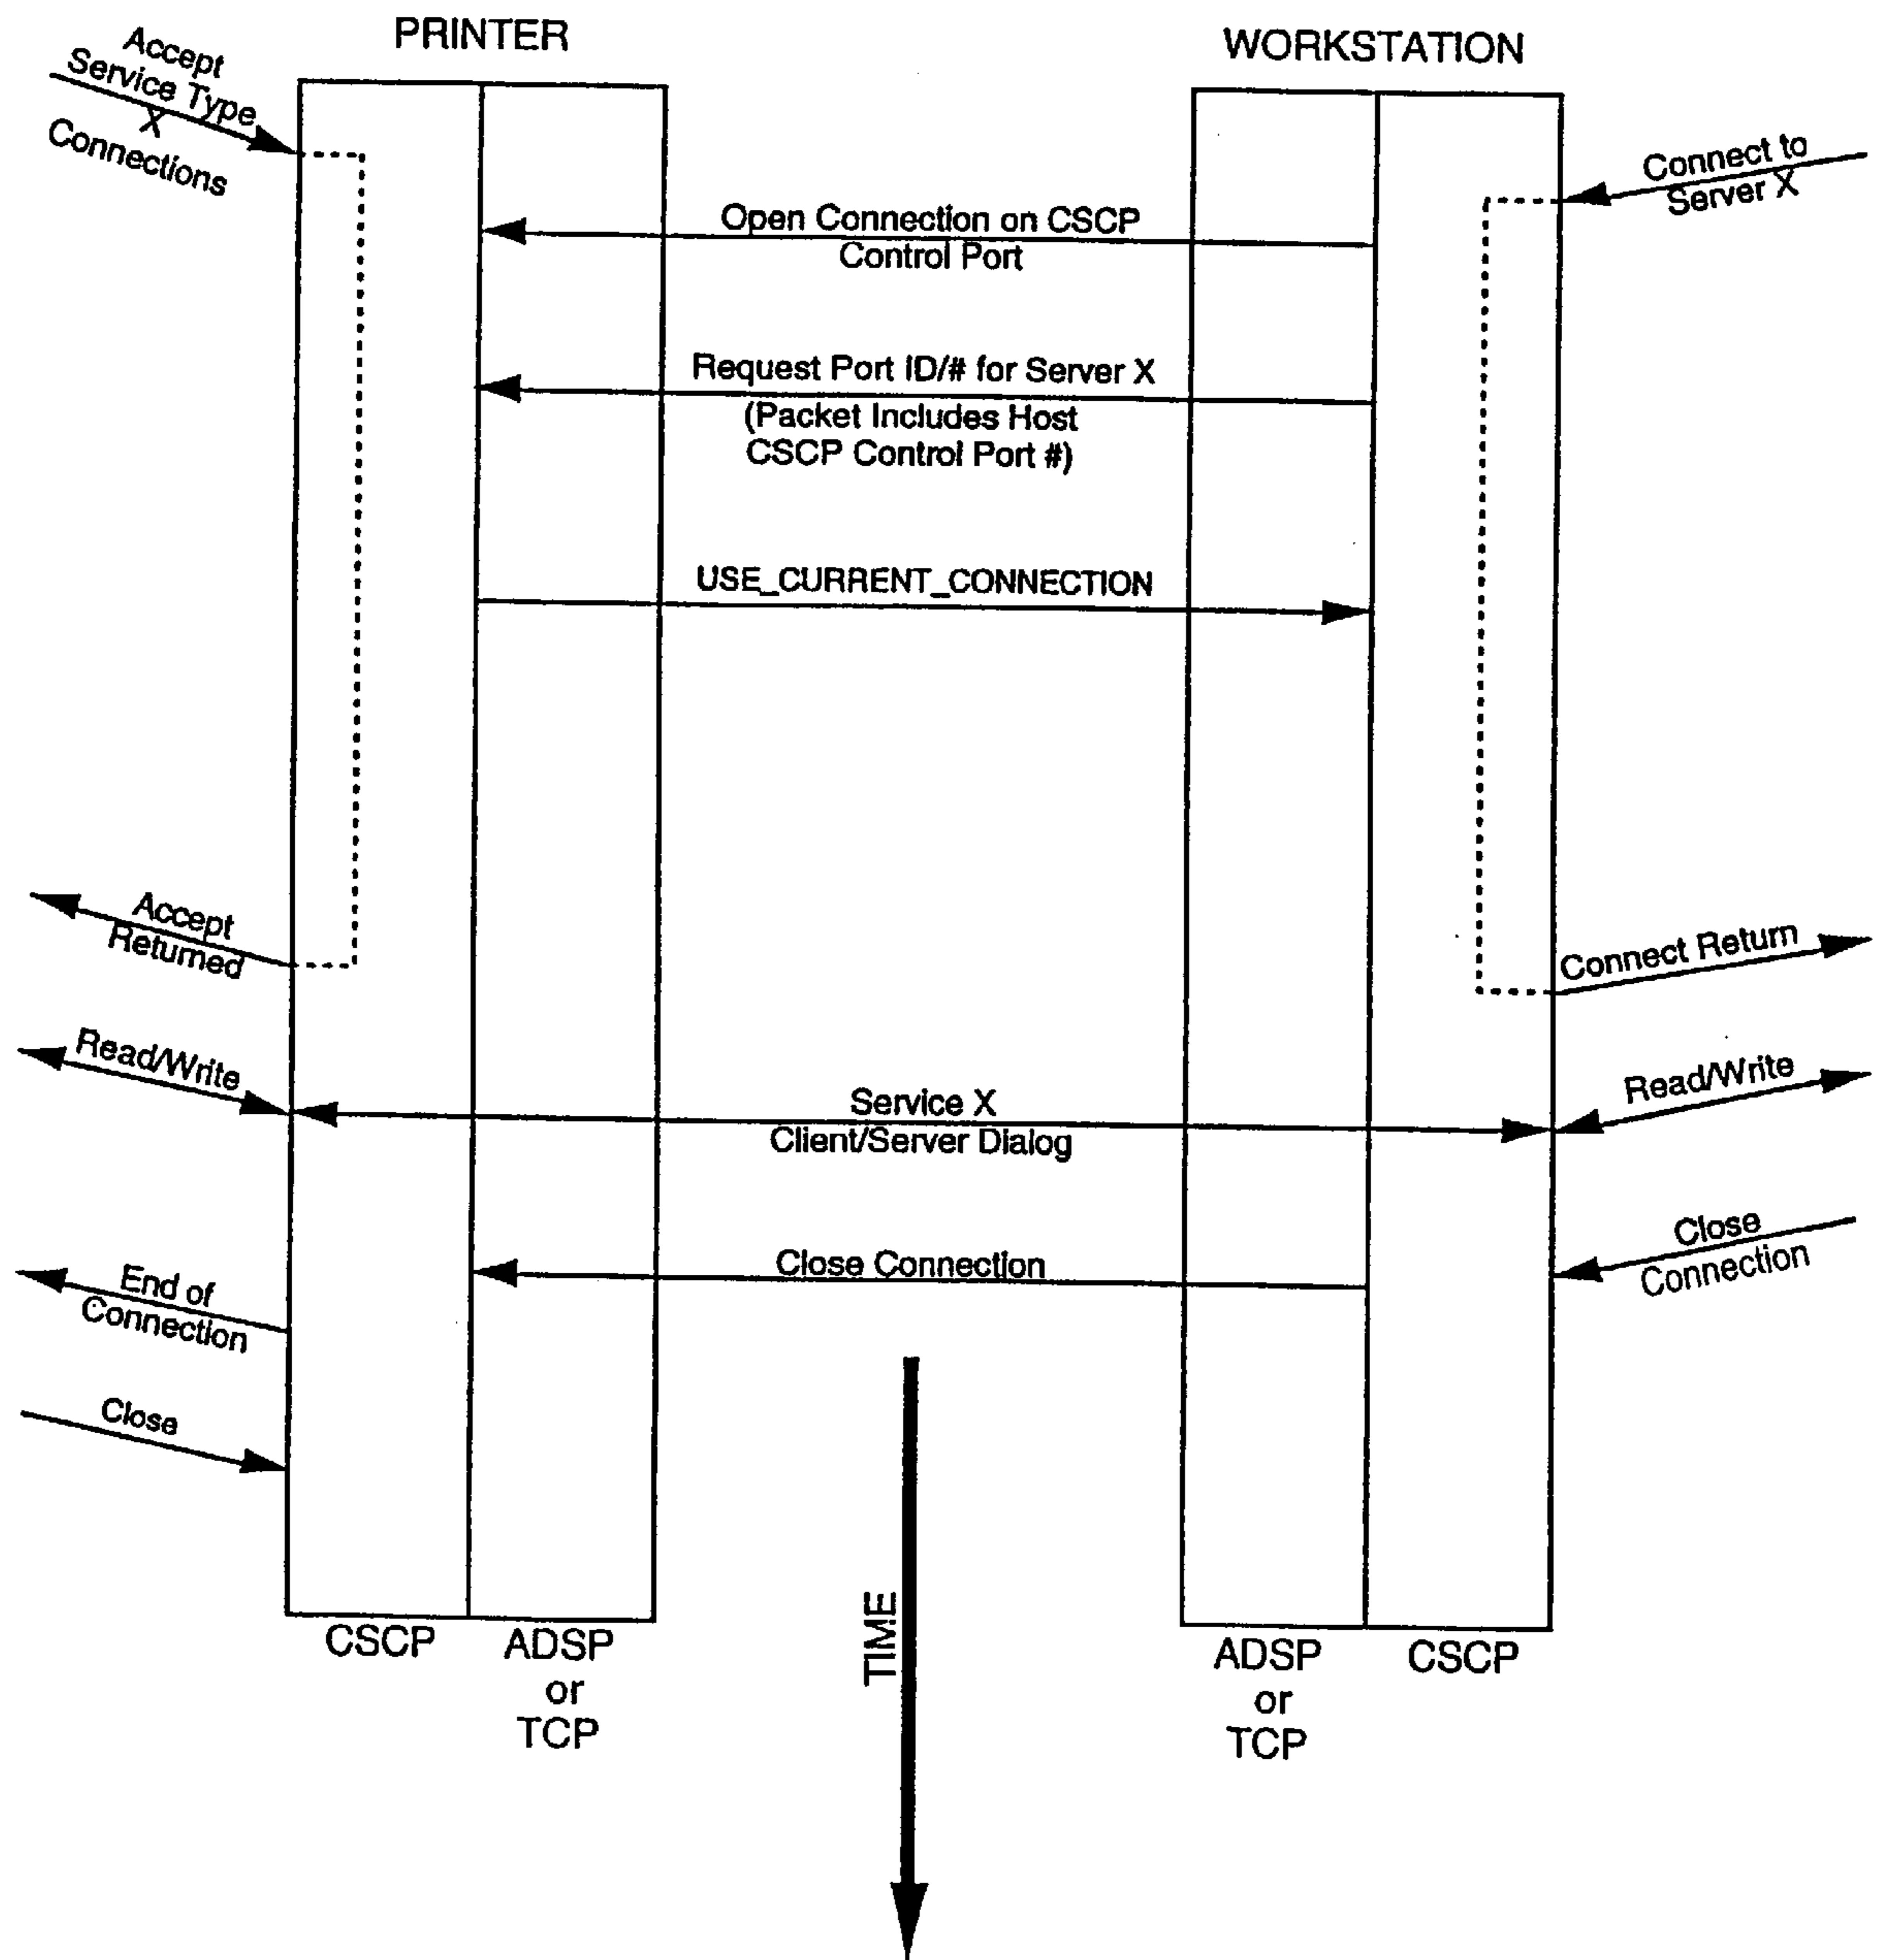 PRINTER
WORKSTATION
Accept
Service Type
X
Connections
Connect to
Server X
Open Connection on CSCP
Control Port
Request Port ID/# for Server X
(Packet Includes Host
CSCP Control Port #)
USE_CURRENT_CONNECTION
Accept
Returned
Connect Return
Read/Write
Service X
Client/Server Dialog
Read/Write
Close Connection
Close
Connection
End of
Connection
Close
TIME
CSCP
ADSP
or
TCP
ADSP
or
TCP
CSCP